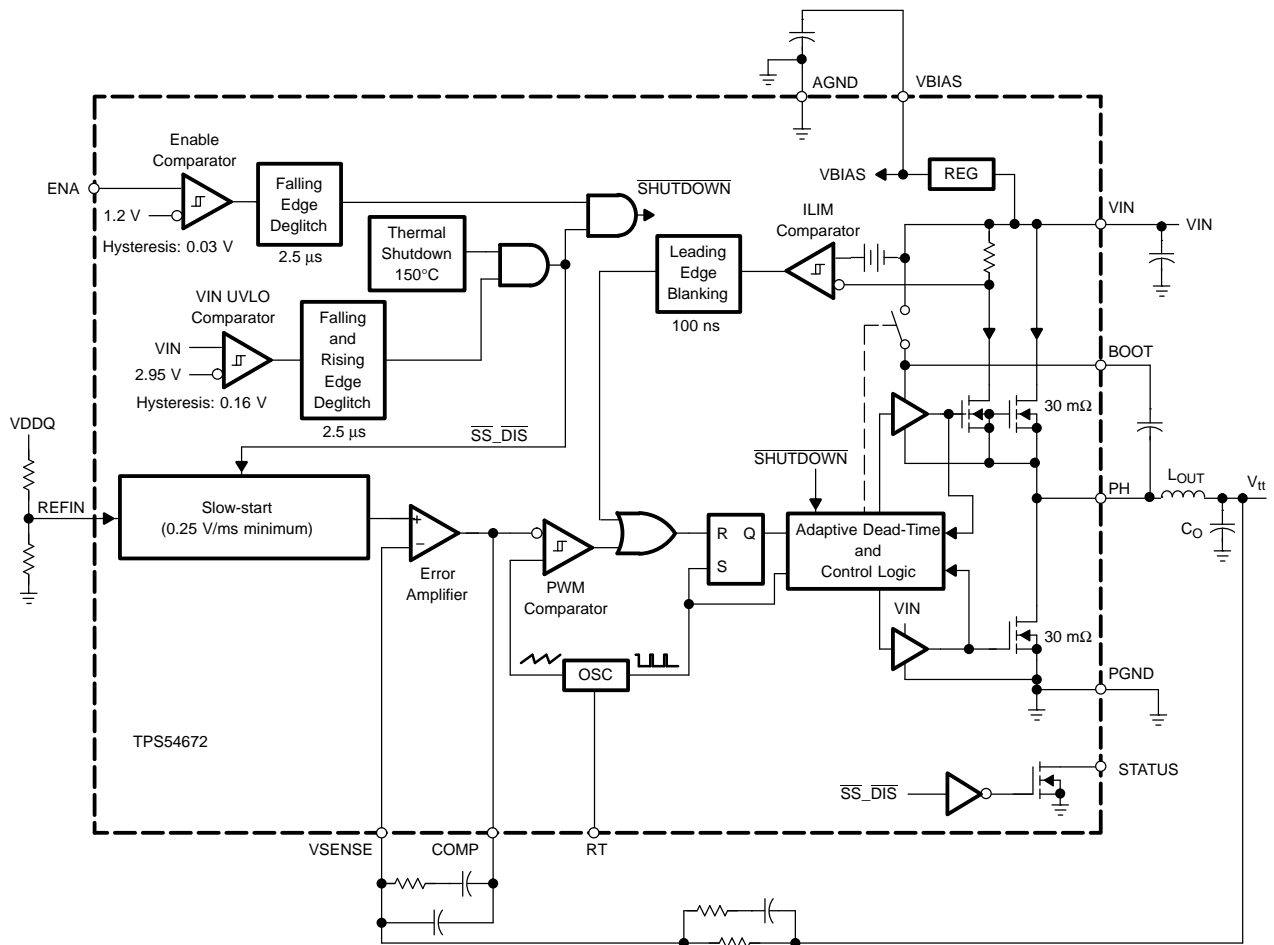 AGND
VBIAS
Enable
Comparator
ENA
1.2 V
Hysteresis: 0.03 V
Falling
Edge
Deglitch
2.5 μs
SHUTDOWN
VBIAS
REG
VIN
VIN
Thermal
Shutdown
150°C
Leading
Edge
Blanking
100 ns
ILIM
Comparator
VIN UVLO
Comparator
VIN
2.95 V
Hysteresis: 0.16 V
Falling
and
Rising
Edge
Deglitch
2.5 μs
BOOT
30 mΩ
VDDQ
SS_DIS
REFIN
Slow-start
(0.25 V/ms minimum)
+
−
Error
Amplifier
PWM
Comparator
R Q
S
SHUTDOWN
Adaptive Dead-Time
and
Control Logic
PH
LOUT
Vtt
CO
VIN
30 mΩ
OSC
PGND
TPS54672
SS_DIS
STATUS
VSENSE
COMP
RT